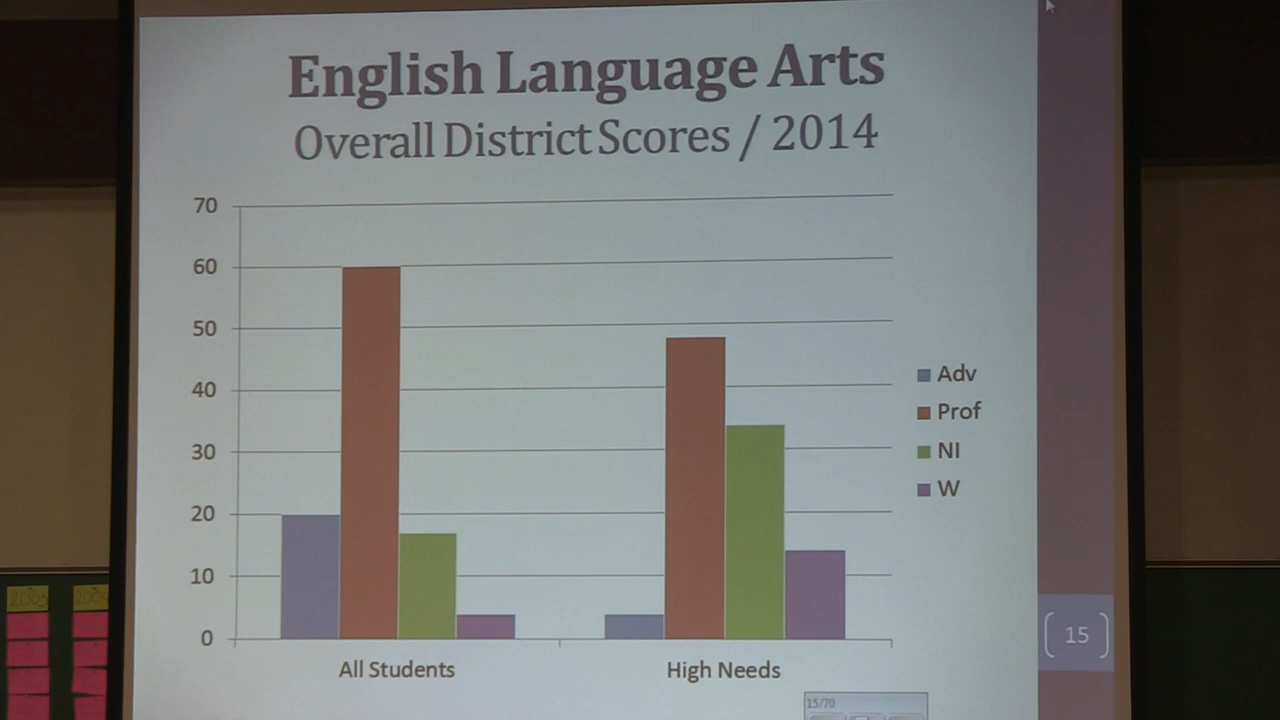 English Language Arts
Overall District Scores / 2014
70
60
50
40
30
20
10
0
All Students
High Needs
Adv
Prof
NI
W
15
15/70
2003